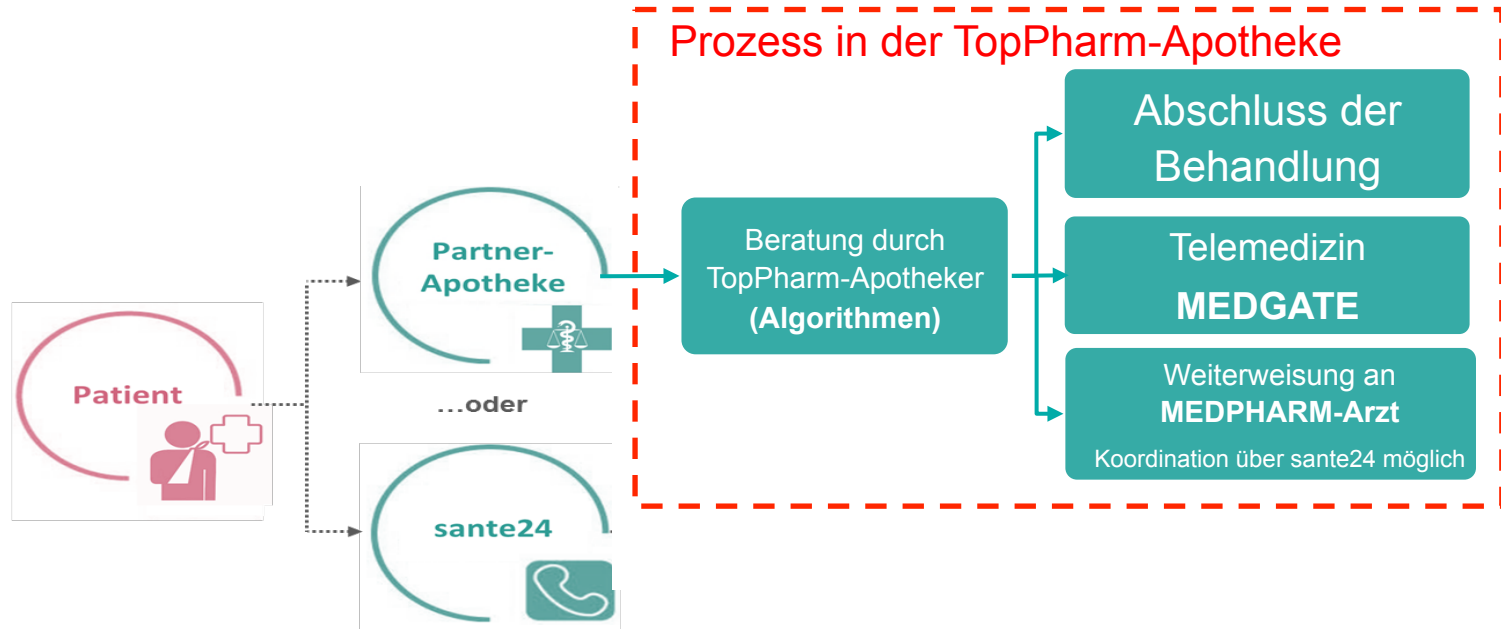 Prozess in der TopPharm-Apotheke
Patient
Partner-
Apotheke
...oder
sante24
Beratung durch
TopPharm-Apotheker
(Algorithmen)
Abschluss der
Behandlung
Telemedizin
MEDGATE
Weiterweisung an
MEDPHARM-Arzt
Koordination über sante24 möglich